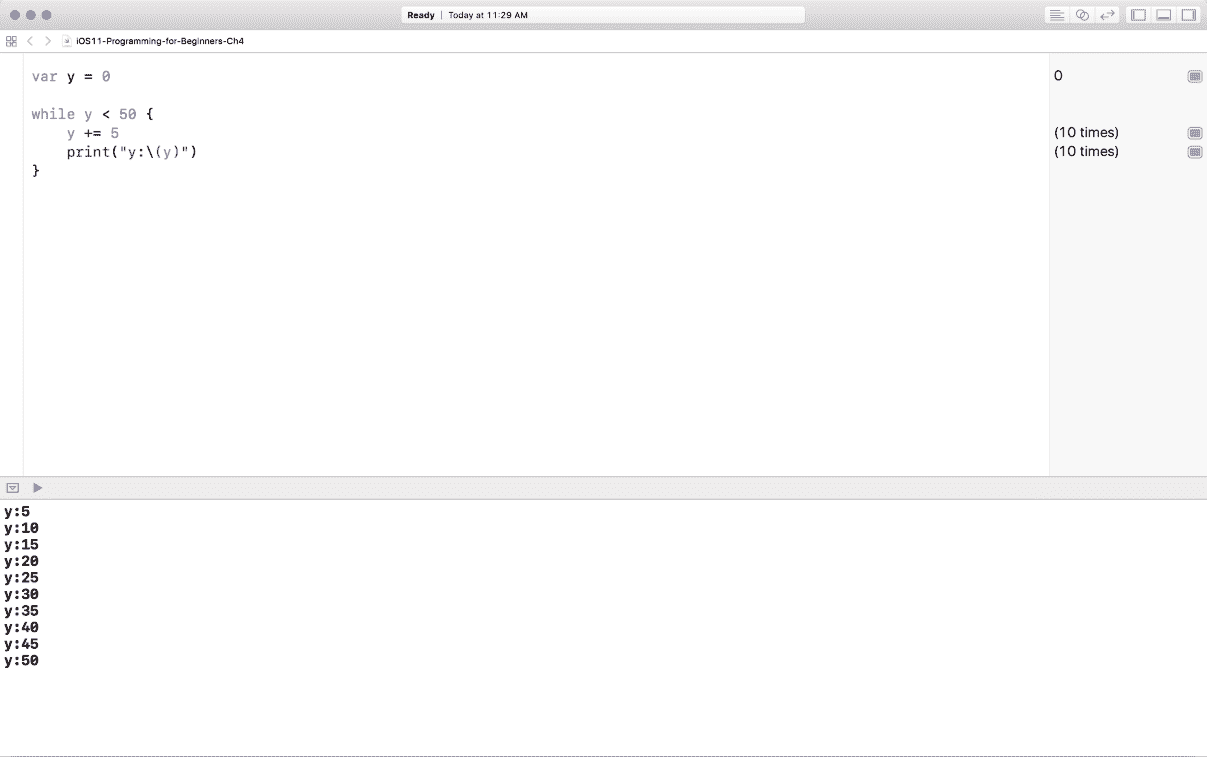 Ready | Today at 11:29 AM
iOS11-Programming-for-Beginners-Ch4
var y = 0
0
while y < 50 {
    y += 5
(10 times)
    print("y:\(y)")
(10 times)
}
y:5
y:10
y:15
y:20
y:25
y:30
y:35
y:40
y:45
y:50